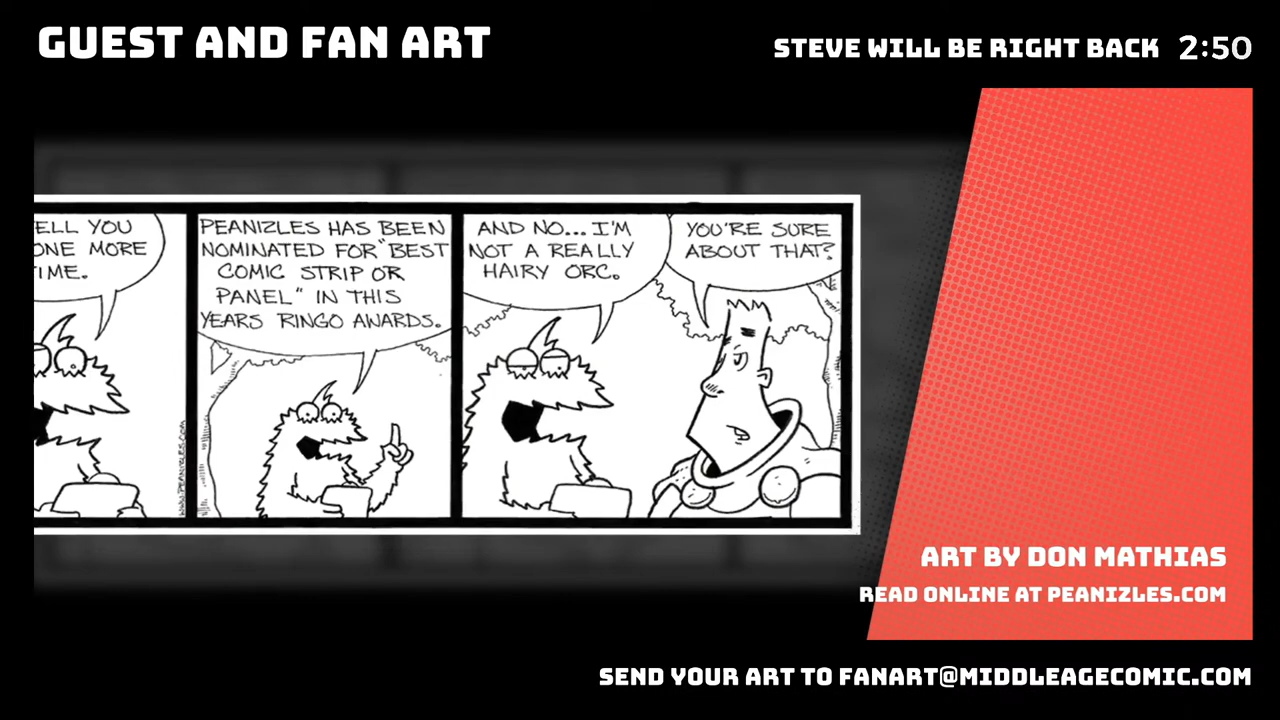 GUEST AND FAN ART
STEVE WILL BE RIGHT BACK 2:50
ELL YOU
ONE MORE
TIME.
WWW.PEANIZLES.COM
PEANIZLES HAS BEEN
NOMINATED FOR "BEST
COMIC STRIP OR
PANEL" IN THIS
YEARS RINGO AWARDS.
AND NO... I'M
NOT A REALLY
HAIRY ORC.
YOU'RE SURE
ABOUT THAT?
ART BY DON MATHIAS
READ ONLINE AT PEANIZLES.COM
SEND YOUR ART TO FANART@MIDDLEAGECOMIC.COM